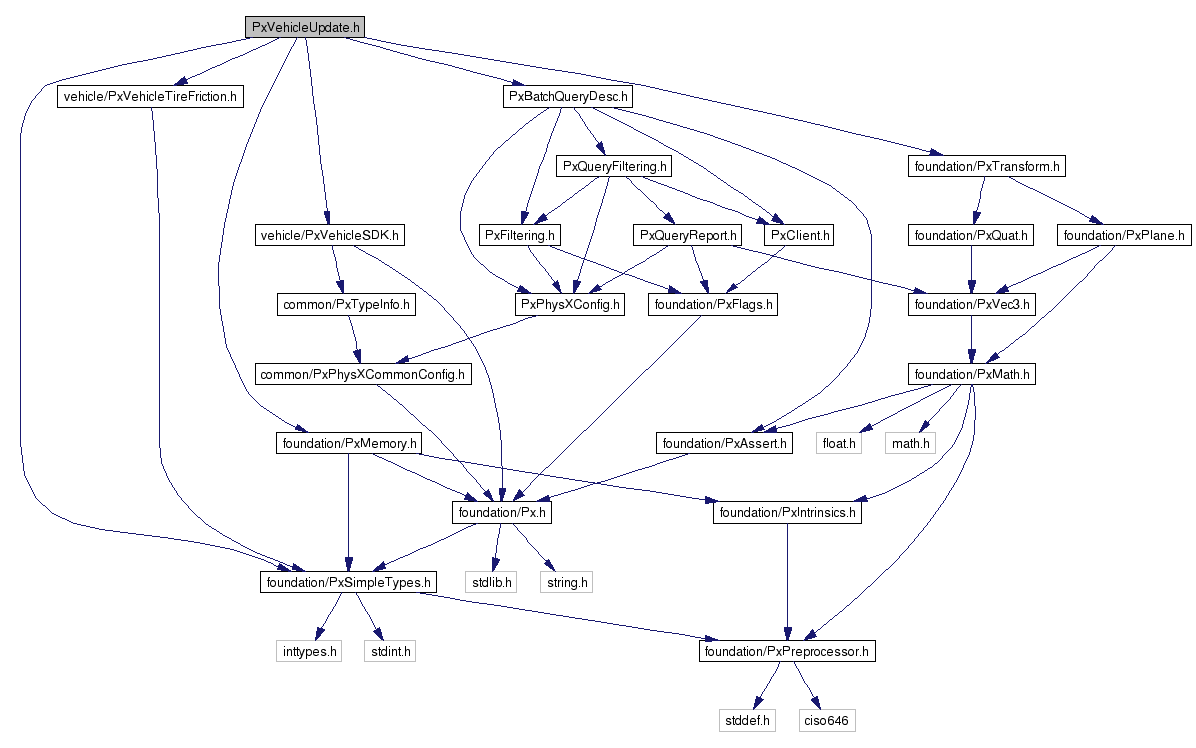 PxVehicleUpdate.h
vehicle/PxVehicleTireFriction.h
PxBatchQueryDesc.h
PxQueryFiltering.h
foundation/PxTransform.h
vehicle/PxVehicleSDK.h
PxFiltering.h
PxQueryReport.h
PxClient.h
foundation/PxQuat.h
foundation/PxPlane.h
common/PxTypeInfo.h
PxPhysXConfig.h
foundation/PxFlags.h
foundation/PxVec3.h
common/PxPhysXCommonConfig.h
foundation/PxMath.h
foundation/PxMemory.h
foundation/PxAssert.h
float.h
math.h
foundation/Px.h
foundation/PxIntrinsics.h
foundation/PxSimpleTypes.h
stdlib.h
string.h
inttypes.h
stdint.h
foundation/PxPreprocessor.h
stddef.h
ciso646